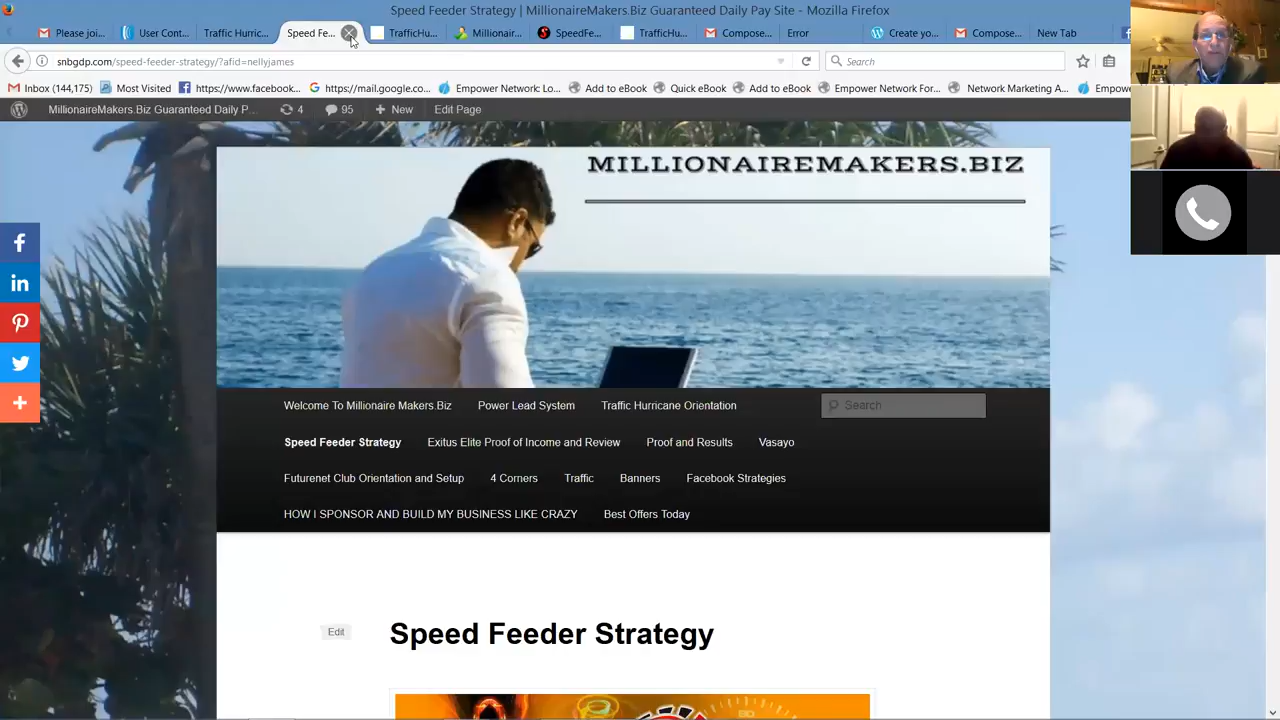 Speed Feeder Strategy | MillionaireMakers.Biz Guaranteed Daily Pay Site - Mozilla Firefox
Please joi...
User Cont...
Traffic Hurric...
Speed Fe...
TrafficHu...
Millionair...
SpeedFe...
TrafficHu...
Compose...
Error
Create yo...
Compose...
New Tab
snbgdp.com/speed-feeder-strategy/?afid=nellyjames
Search
Inbox (144,175)
Most Visited
https://www.facebook...
https://mail.google.co...
Empower Network: Lo...
Add to eBook
Quick eBook
Add to eBook
Empower Network For...
Network Marketing A...
Empowe
MillionaireMakers.Biz Guaranteed Daily P...
4
95
New
Edit Page
MILLIONAIREMAKERS.BIZ
Welcome To Millionaire Makers.Biz
Power Lead System
Traffic Hurricane Orientation
Search
Speed Feeder Strategy
Exitus Elite Proof of Income and Review
Proof and Results
Vasayo
Futurenet Club Orientation and Setup
4 Corners
Traffic
Banners
Facebook Strategies
HOW I SPONSOR AND BUILD MY BUSINESS LIKE CRAZY
Best Offers Today
Edit
Speed Feeder Strategy